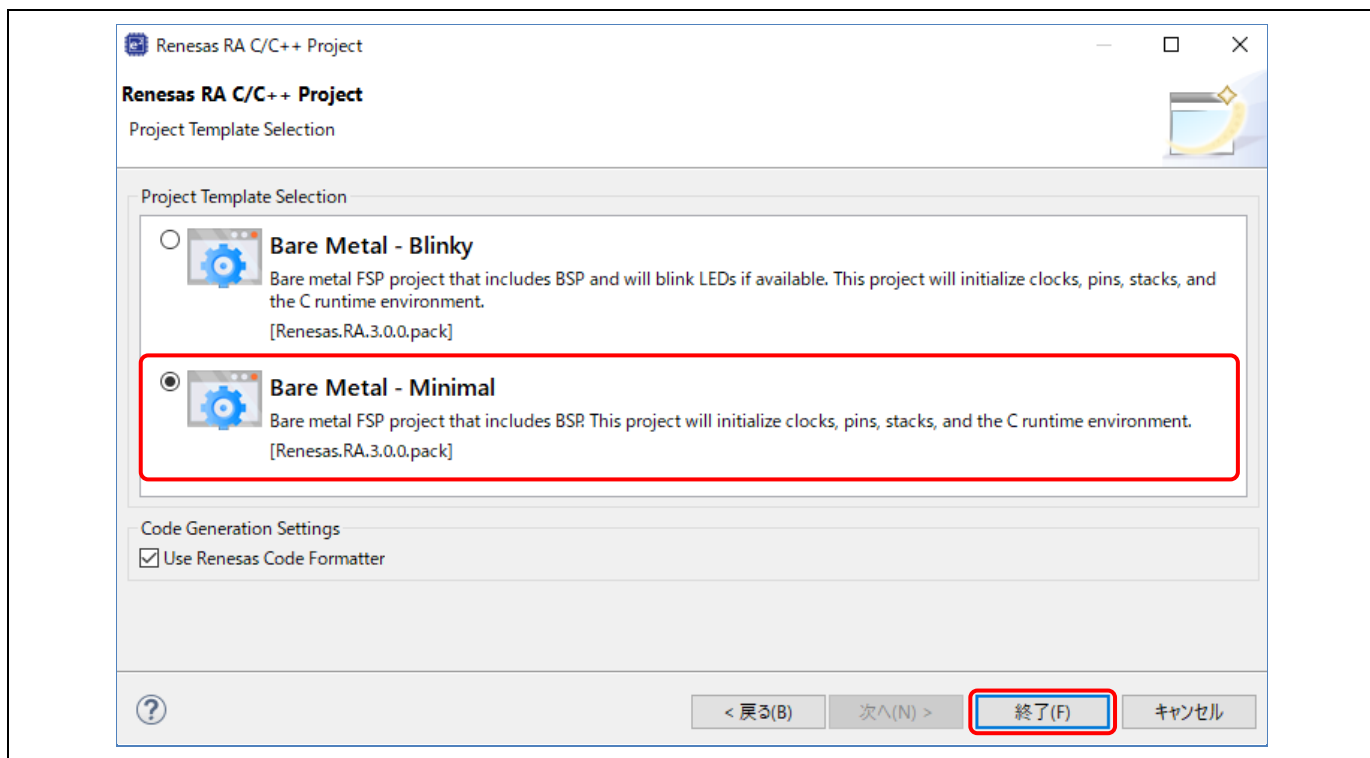 Renesas RA C/C++ Project
Renesas RA C/C++ Project
Project Template Selection
Project Template Selection
Bare Metal - Blinky
Bare metal FSP project that includes BSP and will blink LEDs if available. This project will initialize clocks, pins, stacks, and
the C runtime environment.
[Renesas.RA.3.0.0.pack]
Bare Metal - Minimal
Bare metal FSP project that includes BSP. This project will initialize clocks, pins, stacks, and the C runtime environment.
[Renesas.RA.3.0.0.pack]
Code Generation Settings
Use Renesas Code Formatter
< 戻る(B) 次へ(N) > 終了(F) キャンセル